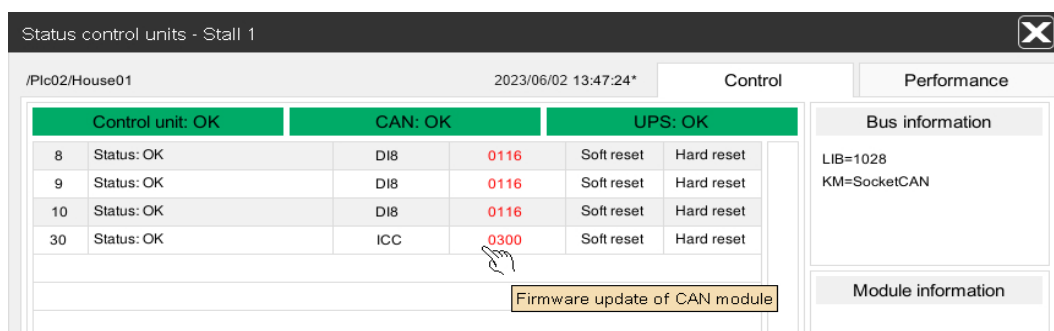 Status control units - Stall 1
/Plc02/House01 2023/06/02 13:47:24* Control Performance
Control unit: OK CAN: OK UPS: OK Bus information
8 Status: OK DI8 0116 Soft reset Hard reset LIB=1028
9 Status: OK DI8 0116 Soft reset Hard reset KM=SocketCAN
10 Status: OK DI8 0116 Soft reset Hard reset
30 Status: OK ICC 0300 Soft reset Hard reset
Firmware update of CAN module Module information